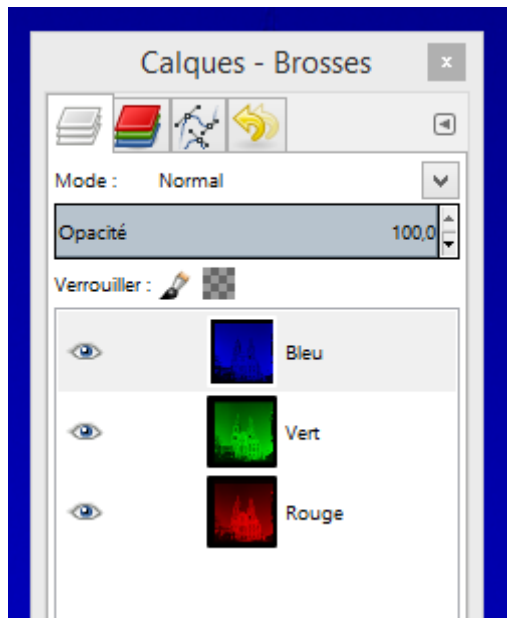 Calques - Brosses
x
Mode : Normal
Opacité 100,0
Verrouiller :
Bleu
Vert
Rouge